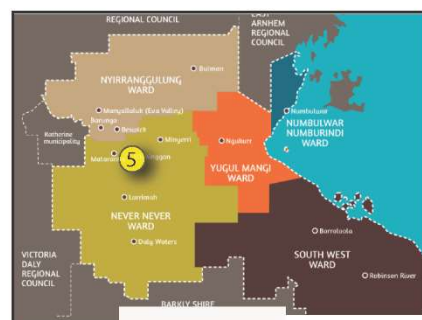 REGIONAL COUNCIL
EAST
ARNHEM
REGIONAL
COUNCIL
Bulman
NYIRRANGGULUNG
WARD
Manyallaluk (Eva Valley)
Barunga
Beswick
Katherine
municipality
Numbulwar
NUMBULWAR
NUMBURINDI
WARD
Minyerri
Ngukurr
Mataranka
5
YUGUL MANGI
WARD
Larrimah
NEVER NEVER
WARD
Daly Waters
VICTORIA
DALY
REGIONAL
COUNCIL
Borroloola
SOUTH WEST
WARD
Robinson River
BARKLY SHIRE